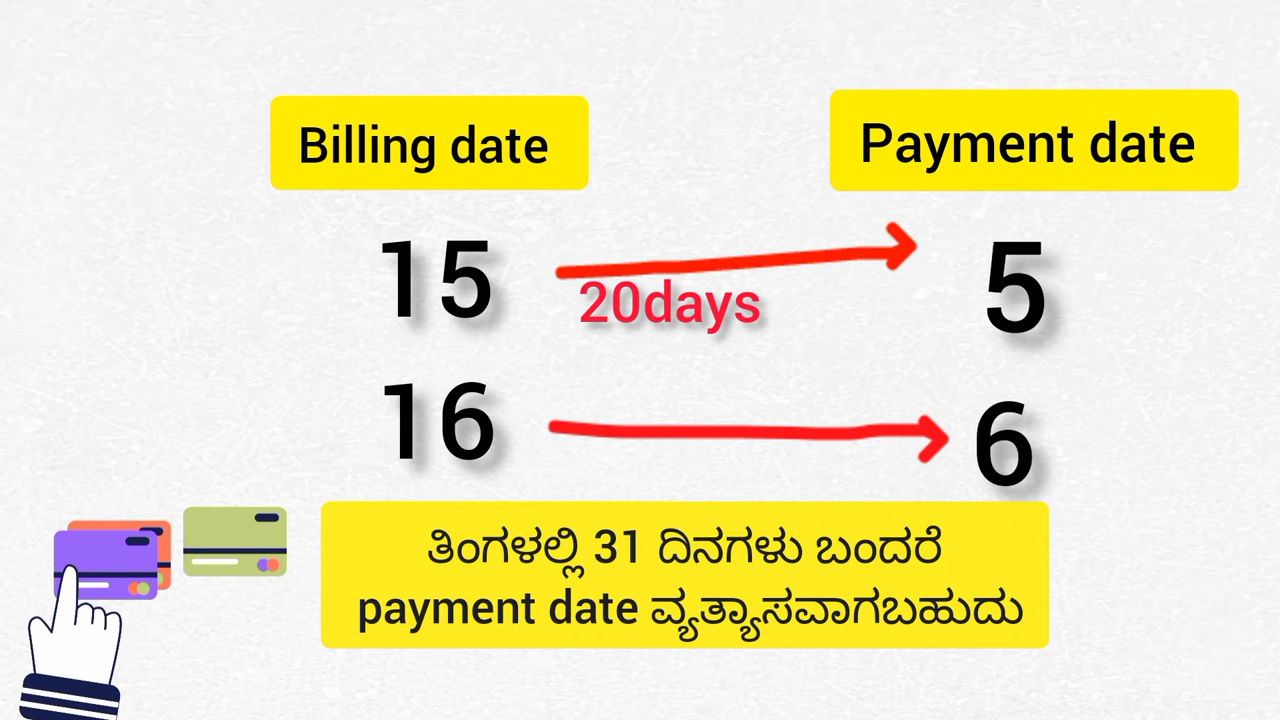 Billing date
Payment date
15
5
20days
16
6
ತಿಂಗಳಲ್ಲಿ 31 ದಿನಗಳು ಬಂದರೆ
payment date ವ್ಯತ್ಯಾಸವಾಗಬಹುದು